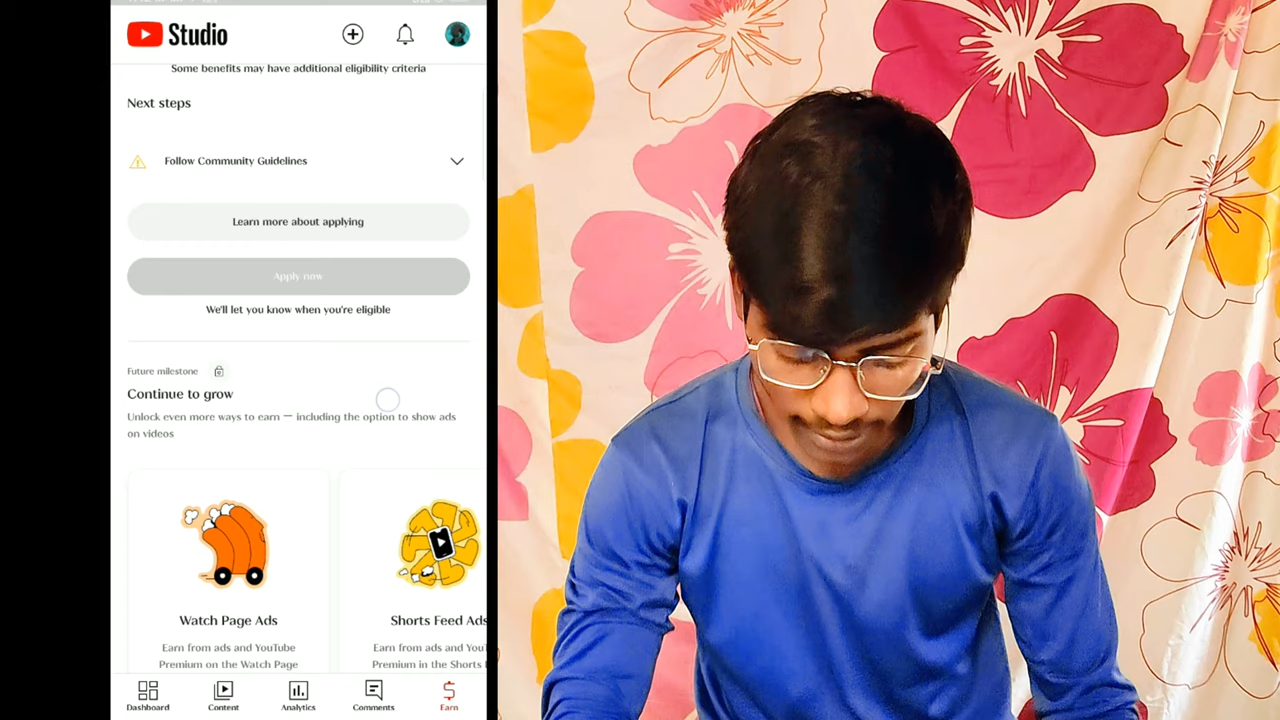 Studio
Some benefits may have additional eligibility criteria
Next steps
Follow Community Guidelines
Learn more about applying
Apply now
We'll let you know when you're eligible
Future milestone
Continue to grow
Unlock even more ways to earn — including the option to show ads
on videos
Watch Page Ads
Shorts Feed Ads
Earn from ads and YouTube
Premium on the Watch Page
Earn from ads and
Premium in the Shorts
Dashboard
Content
Analytics
Comments
Earn